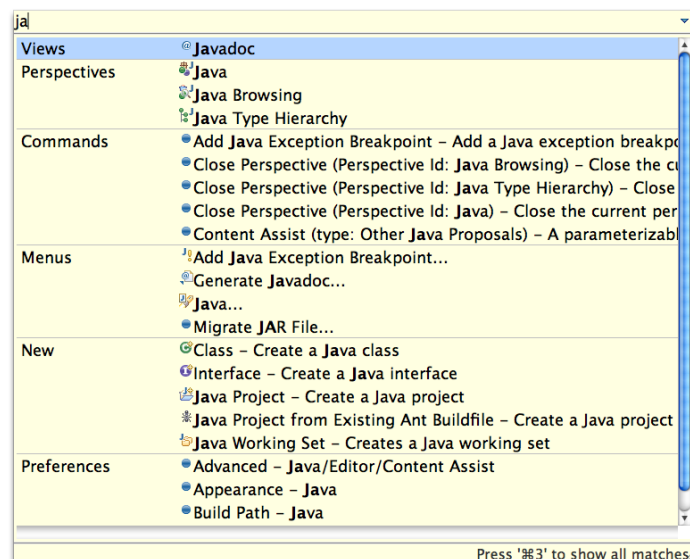 ja
Views Javadoc
Perspectives Java
Java Browsing
Java Type Hierarchy
Commands Add Java Exception Breakpoint – Add a Java exception
Close Perspective (Perspective Id: Java Browsing) – Close the
Close Perspective (Perspective Id: Java Type Hierarchy) – Close
Close Perspective (Perspective Id: Java) – Close the current
Content Assist (type: Other Java Proposals) – A
Menus Add Java Exception Breakpoint...
Generate Javadoc...
Java...
Migrate JAR File...
New Class – Create a Java class
Interface – Create a Java interface
Java Project – Create a Java project
Java Project from Existing Ant Buildfile – Create a Java project
Java Working Set – Creates a Java working set
Preferences Advanced – Java/Editor/Content Assist
Appearance – Java
Build Path – Java
Press '⌘3' to show all matches